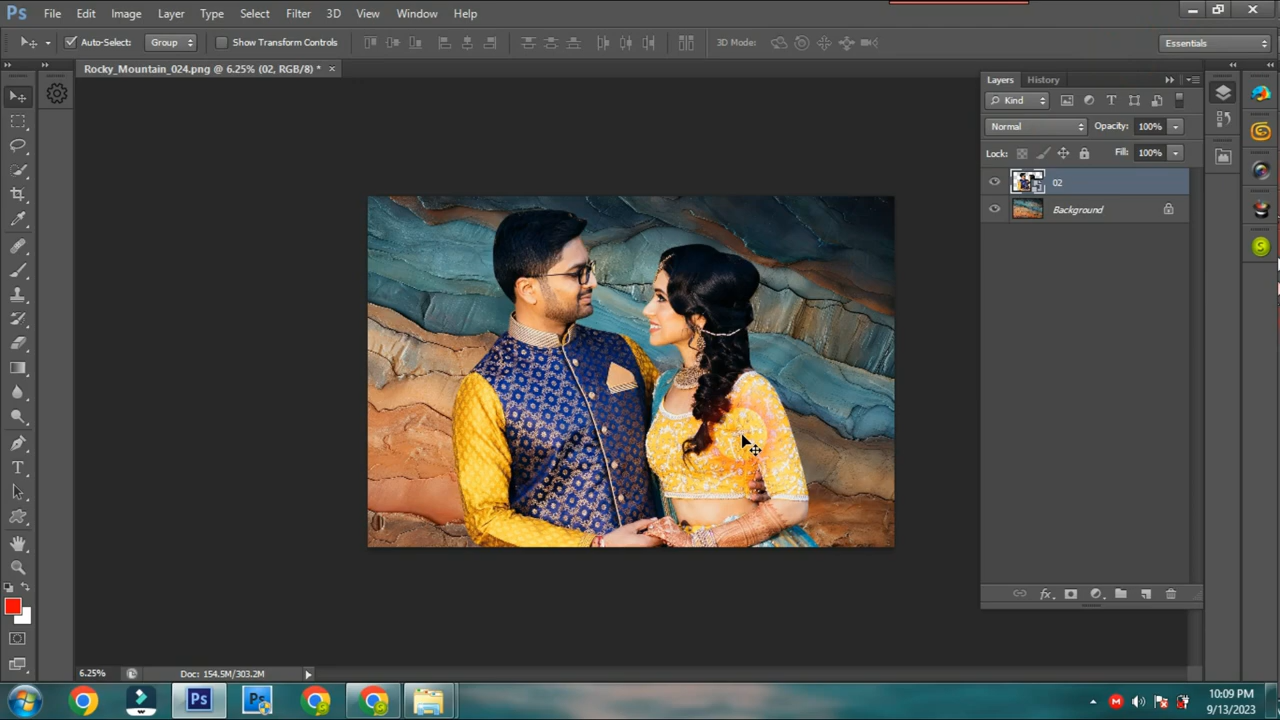 Ps File Edit Image Layer Type Select Filter 3D View Window Help
Auto-Select: Group Show Transform Controls 3D Mode: Essentials
Rocky_Mountain_024.png @ 6.25% (02, RGB/8) * ×
Layers History
Kind
Normal Opacity: 100%
Lock: Fill: 100%
02
Background
6.25% Doc: 154.5M/303.2M
10:09 PM
9/13/2023